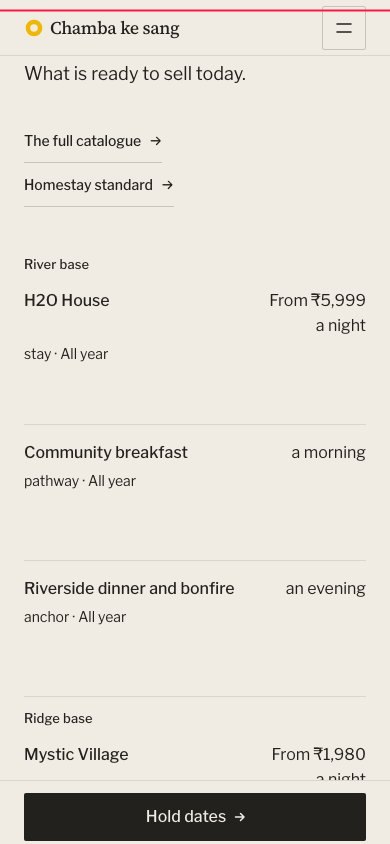 Chamba ke sang
What is ready to sell today.
The full catalogue →
Homestay standard →
River base
H2O House
From ₹5,999
a night
stay · All year
Community breakfast
a morning
pathway · All year
Riverside dinner and bonfire
an evening
anchor · All year
Ridge base
Mystic Village
From ₹1,980
a night
Hold dates →